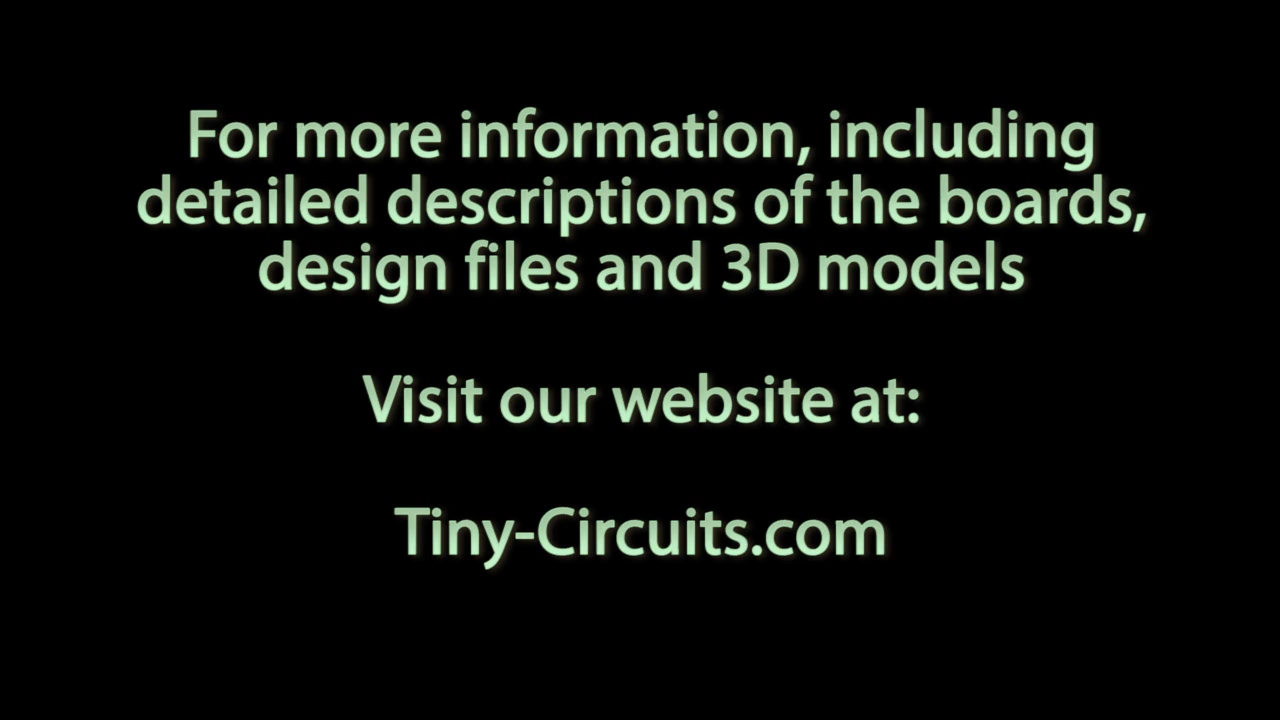 For more information, including
detailed descriptions of the boards,
design files and 3D models
Visit our website at:
Tiny-Circuits.com